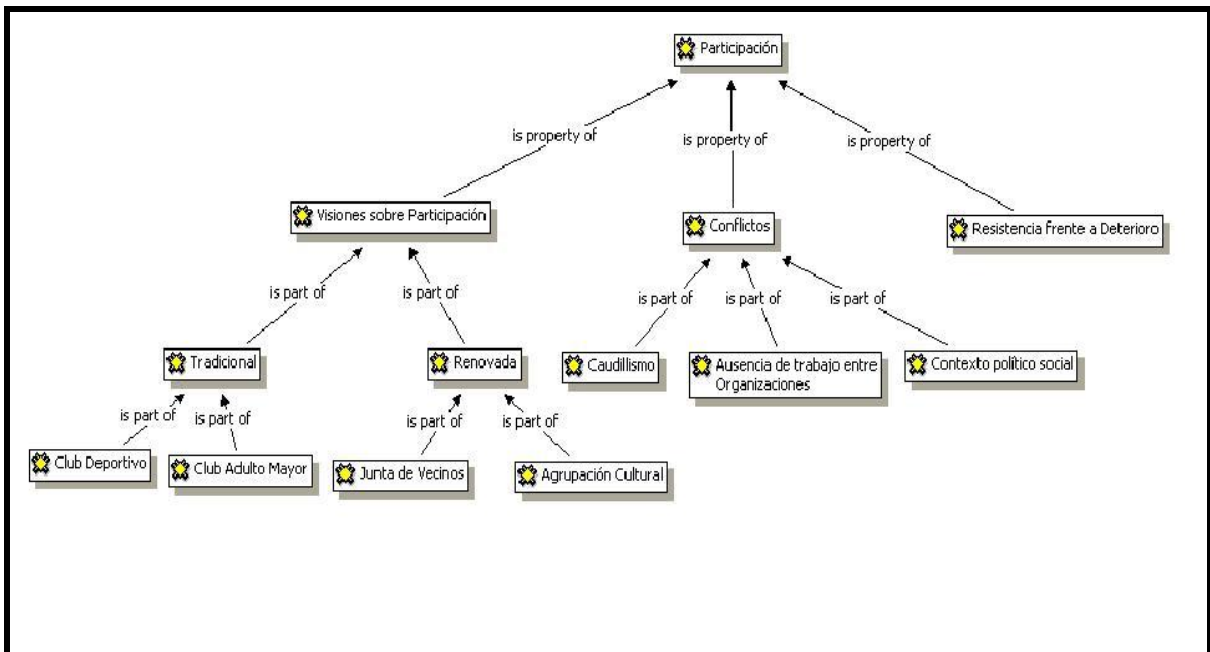 Participación
is property of
is property of
is property of
Visiones sobre Participación
Conflictos
Resistencia frente a Deterioro
is part of
is part of
is part of
is part of
is part of
Tradicional
Renovada
Caudillismo
Ausencia de trabajo entre
Organizaciones
Contexto político social
is part of
is part of
is part of
is part of
Club Deportivo
Club Adulto Mayor
Junta de Vecinos
Agrupación Cultural